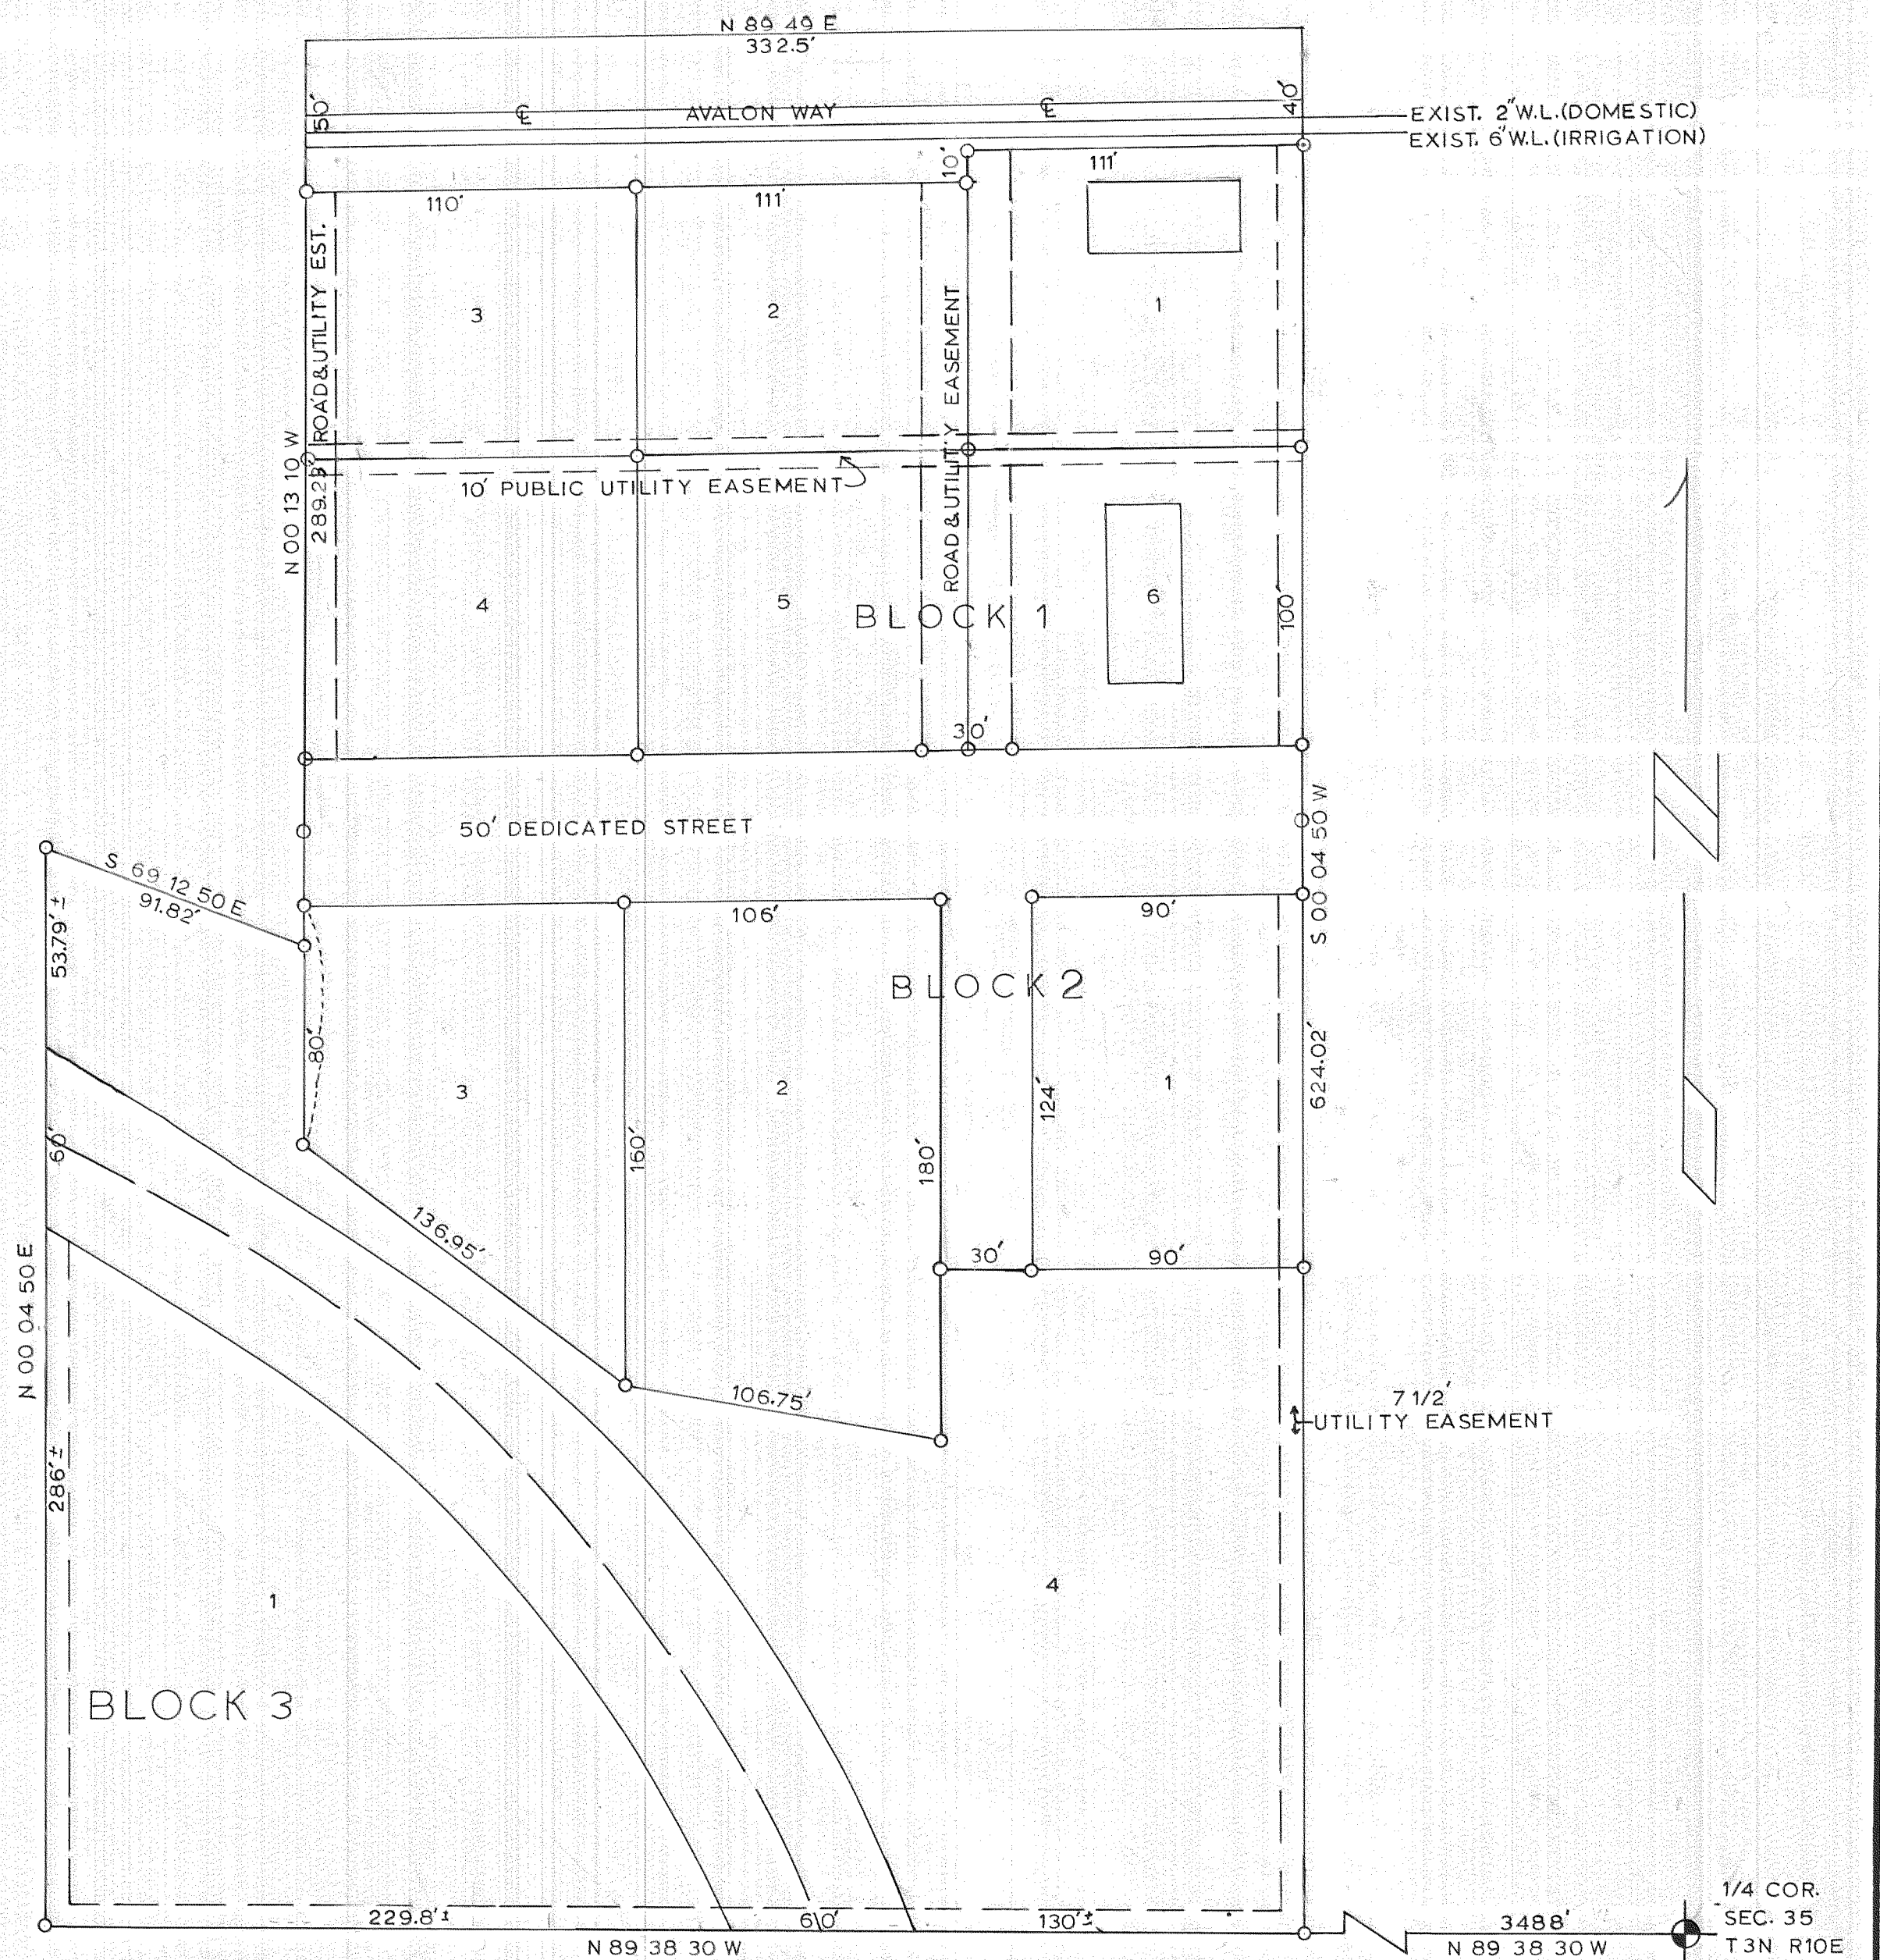 N 89 49 E
332.5'
50'
℄
AVALON WAY
℄
40'
EXIST. 2" W.L. (DOMESTIC)
EXIST. 6" W.L. (IRRIGATION)
10'
111'
110'
111'
ROAD & UTILITY EST.
3
2
1
ROAD & UTILITY EASEMENT
N 00 13 10 W
289.23'
10' PUBLIC UTILITY EASEMENT
4
5
6
BLOCK 1
100'
30'
50' DEDICATED STREET
S 00 04 50 W
S 69 12 50 E
91.82'
53.79' ±
106'
90'
BLOCK 2
80'
3
2
1
624.02'
124'
60'
160'
180'
136.95'
30'
90'
N 00 04 50 E
106.75'
7 1/2'
UTILITY EASEMENT
286' ±
1
4
BLOCK 3
N
229.8' ±
60'
130' ±
N 89 38 30 W
3488'
N 89 38 30 W
1/4 COR.
SEC. 35
T3N R10E